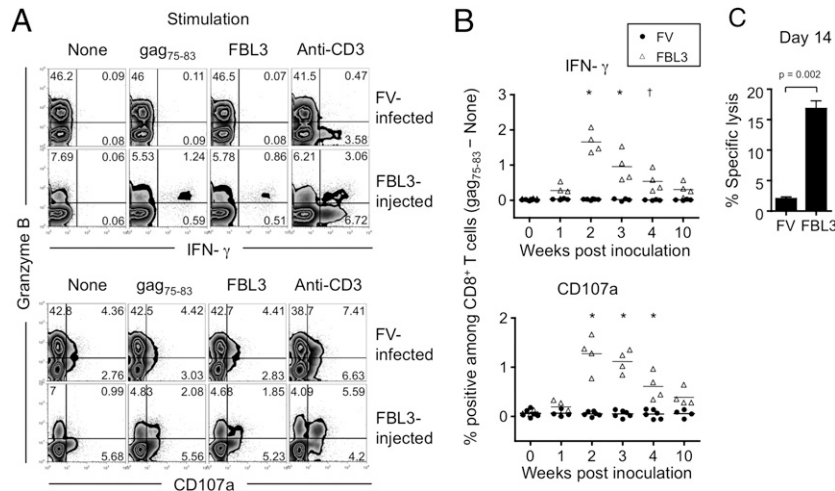 A
Stimulation
None gag75-83 FBL3 Anti-CD3
46.2 0.09 46 0.11 46.5 0.07 41.5 0.47
FV-infected
0.08 0.09 0.08 3.58
7.69 0.06 5.53 1.24 5.78 0.86 6.21 3.06
FBL3-injected
0.06 0.59 0.51 6.72
IFN-γ
Granzyme B
None gag75-83 FBL3 Anti-CD3
42.8 4.36 42.5 4.42 42.7 4.41 38.7 7.41
FV-infected
2.76 3.03 2.83 6.63
7 0.99 4.83 2.08 4.68 1.85 4.09 5.59
FBL3-injected
5.68 5.56 5.23 4.2
CD107a
B
FV
FBL3
IFN-γ
3
2
1
0
* * †
0 1 2 3 4 10
Weeks post inoculation
% positive among CD8+ T cells (gag75-83 – None)
CD107a
2
1
0
* * *
0 1 2 3 4 10
Weeks post inoculation
C
Day 14
p = 0.002
20
15
10
5
0
% Specific lysis
FV FBL3